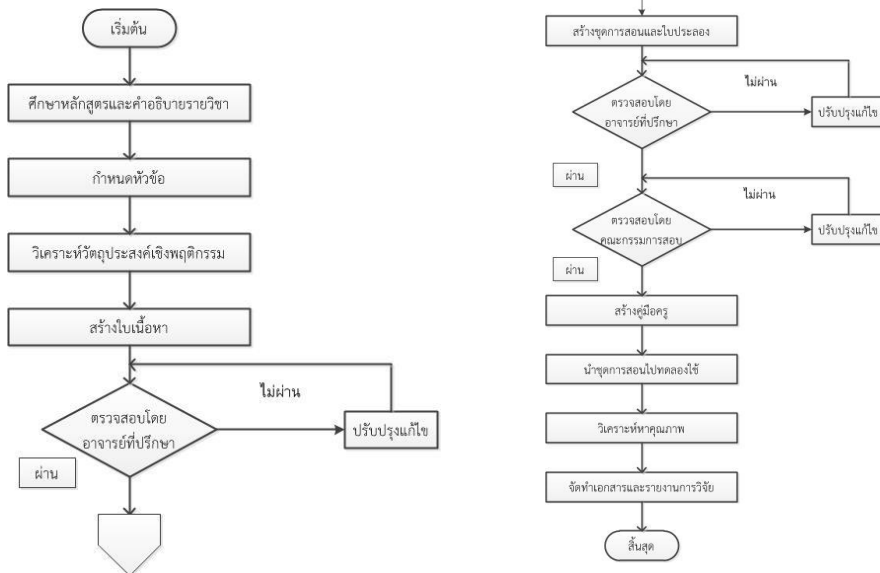 เริ่มต้น
ศึกษาหลักสูตรและคำอธิบายรายวิชา
กำหนดหัวข้อ
วิเคราะห์วัตถุประสงค์เชิงพฤติกรรม
สร้างใบเนื้อหา
ไม่ผ่าน
ตรวจสอบโดย
อาจารย์ที่ปรึกษา
ปรับปรุงแก้ไข
ผ่าน
สร้างชุดการสอนและใบประลอง
ไม่ผ่าน
ตรวจสอบโดย
อาจารย์ที่ปรึกษา
ปรับปรุงแก้ไข
ผ่าน
ไม่ผ่าน
ตรวจสอบโดย
คณะกรรมการสอบ
ปรับปรุงแก้ไข
ผ่าน
สร้างคู่มือครู
นำชุดการสอนไปทดลองใช้
วิเคราะห์หาคุณภาพ
จัดทำเอกสารและรายงานการวิจัย
สิ้นสุด